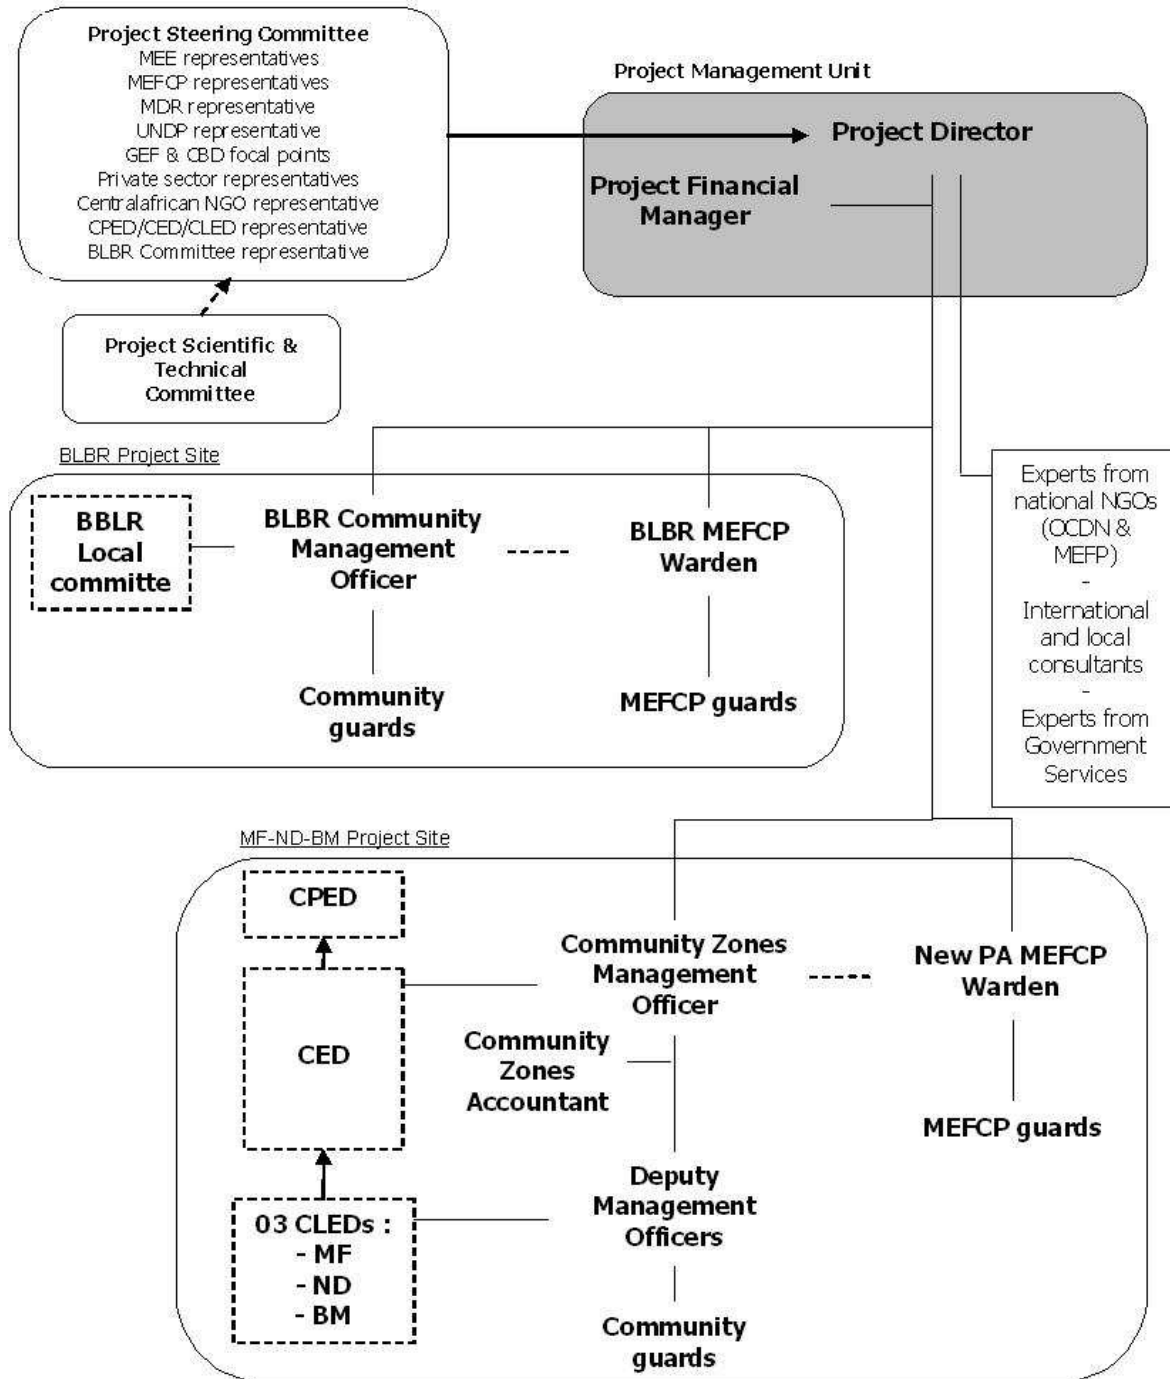 Project Steering Committee
MEE representatives
MEFCP representatives
MDR representative
UNDP representative
GEF & CBD focal points
Private sector representatives
Centralafrican NGO representative
CPED/CED/CLED representative
BLBR Committee representative
Project Management Unit
Project Director
Project Financial
Manager
Project Scientific &
Technical
Committee
BLBR Project Site
BBLR
Local
committe
BLBR Community
Management
Officer
BLBR MEFCP
Warden
Community
guards
MEFCP guards
Experts from
national NGOs
(OCDN &
MEFP)
-
International
and local
consultants
-
Experts from
Government
Services
MF-ND-BM Project Site
CPED
CED
03 CLEDs :
- MF
- ND
- BM
Community Zones
Management
Officer
Community
Zones
Accountant
Deputy
Management
Officers
Community
guards
New PA MEFCP
Warden
MEFCP guards